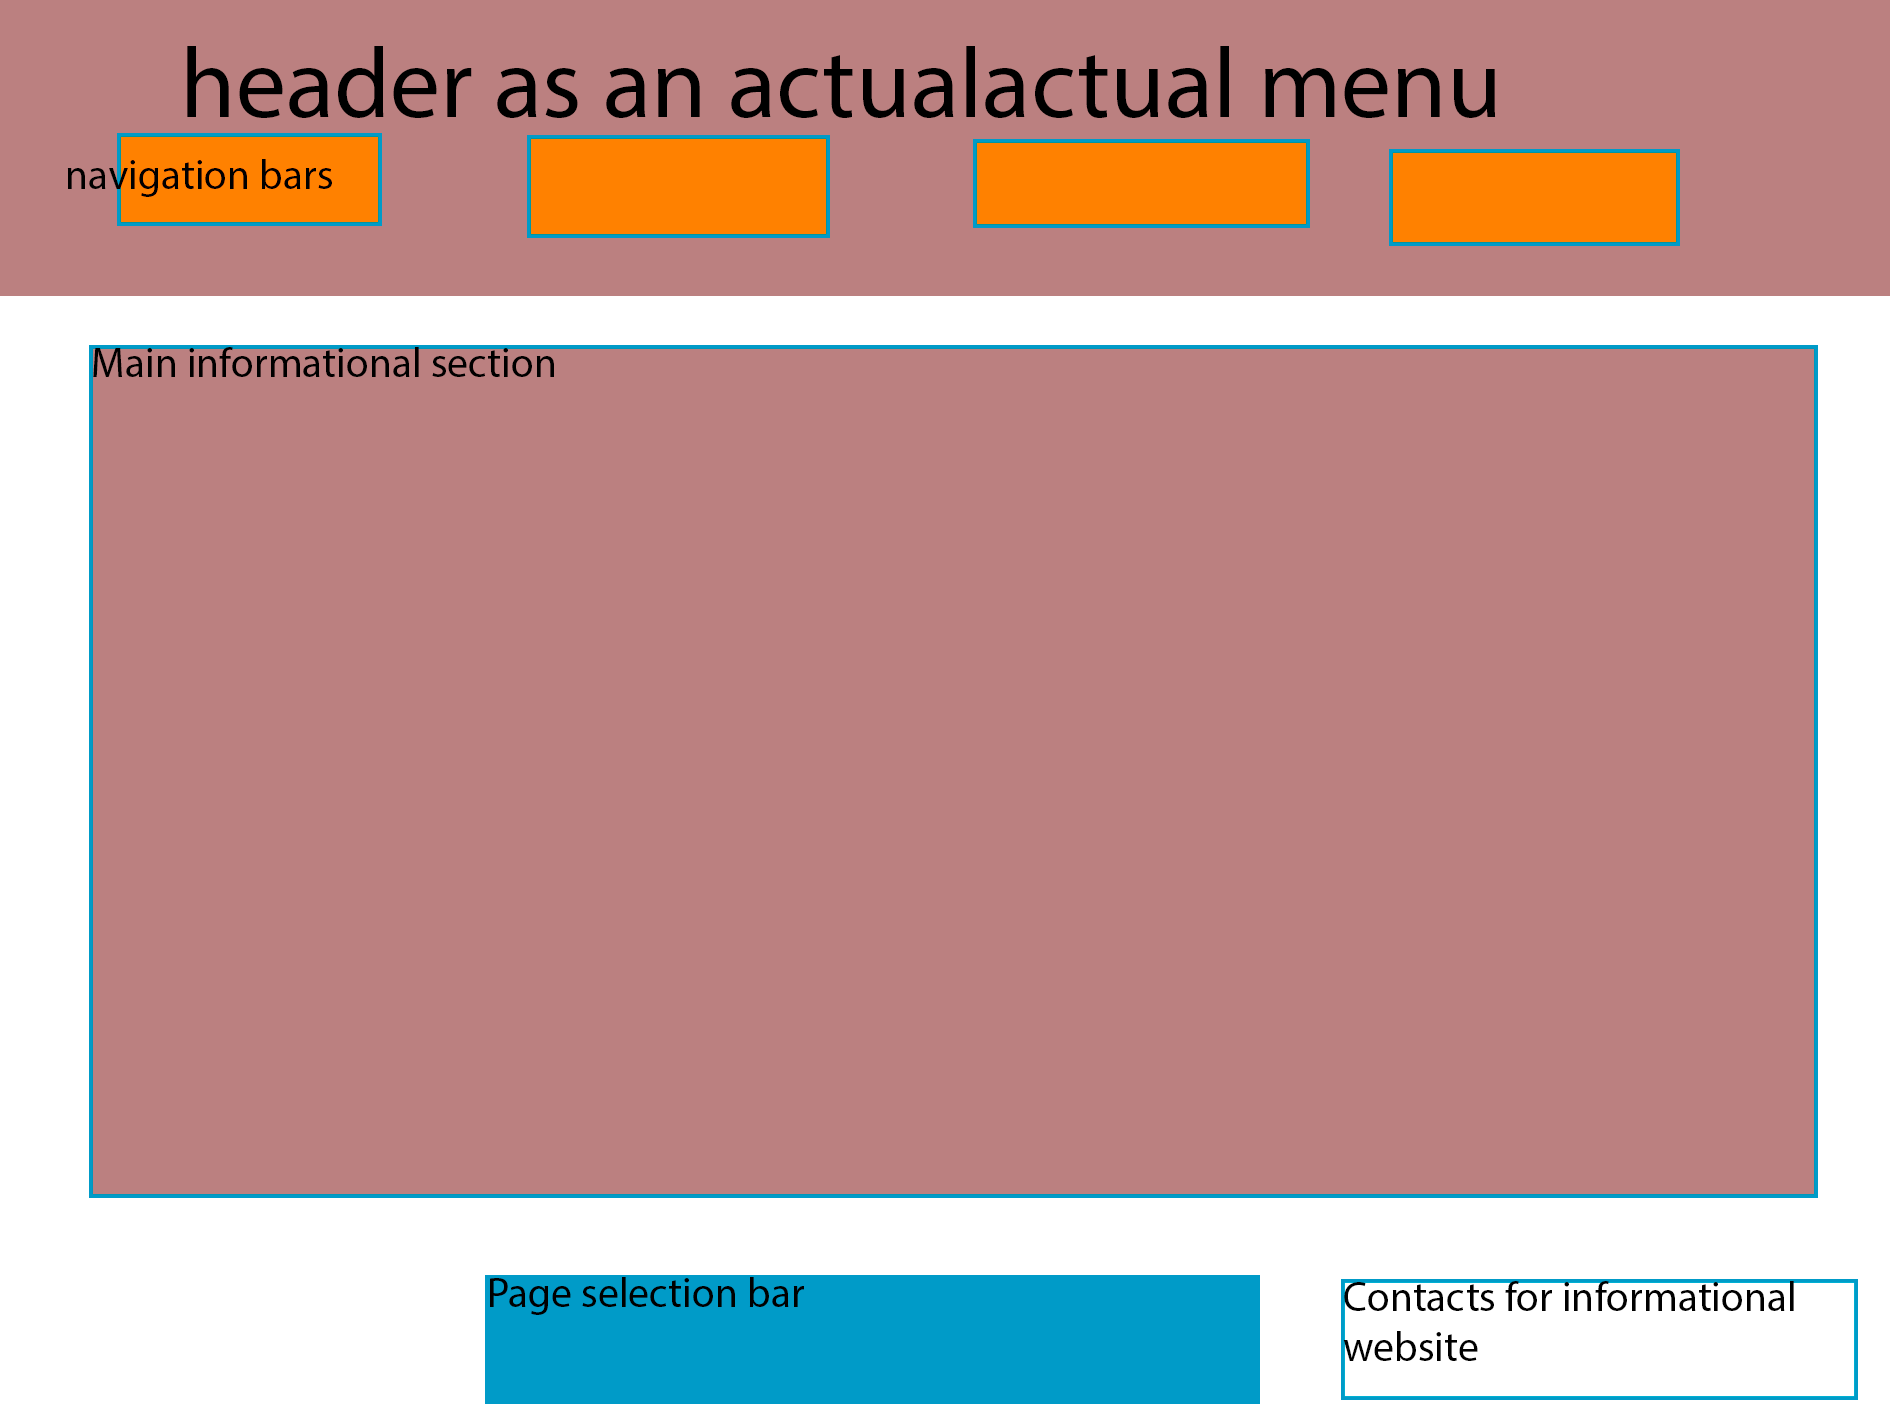 header as an actualactual menu
navigation bars
Main informational section
Page selection bar
Contacts for informational
website